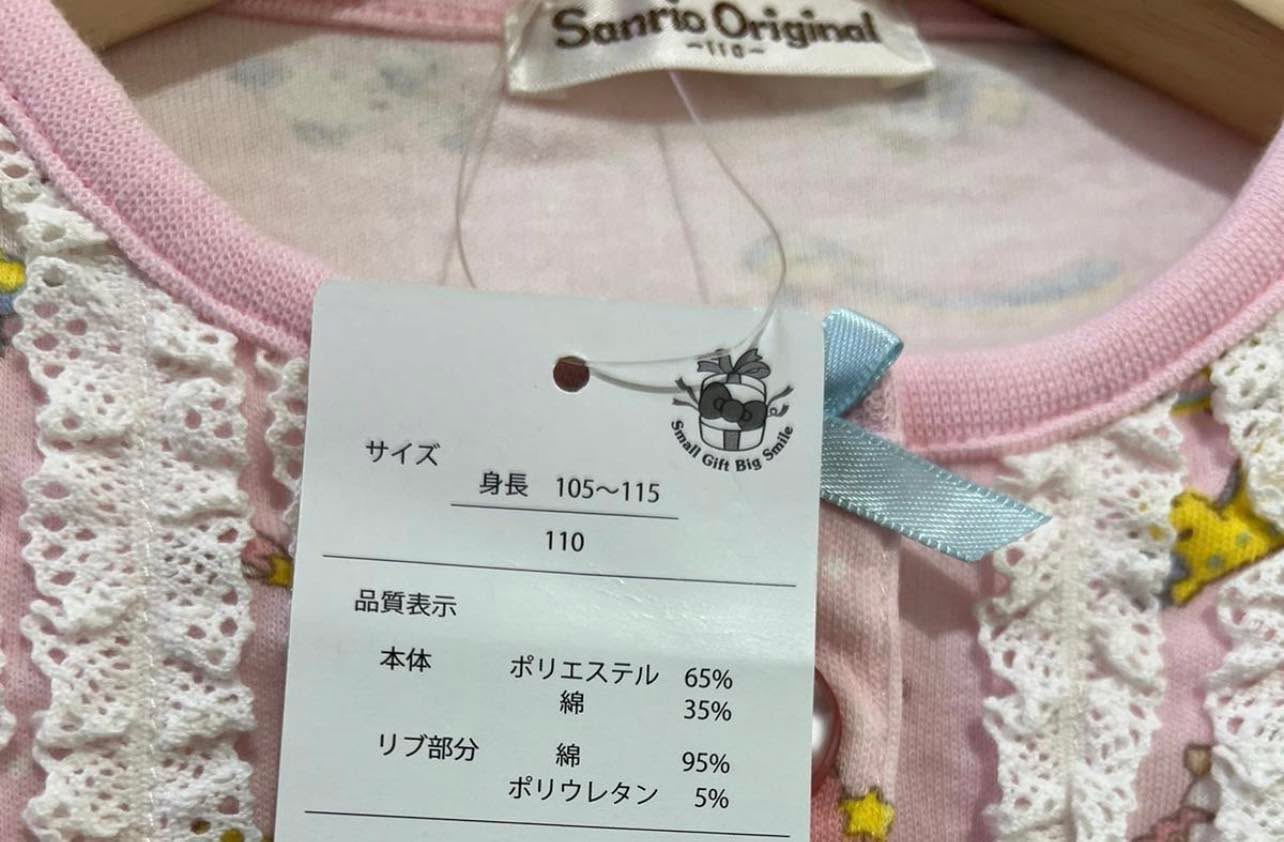 Sanrio Original
-110-
Small Gift Big Smile
サイズ
身長 105～115
110
品質表示
本体 ポリエステル 65%
綿 35%
リブ部分 綿 95%
ポリウレタン 5%